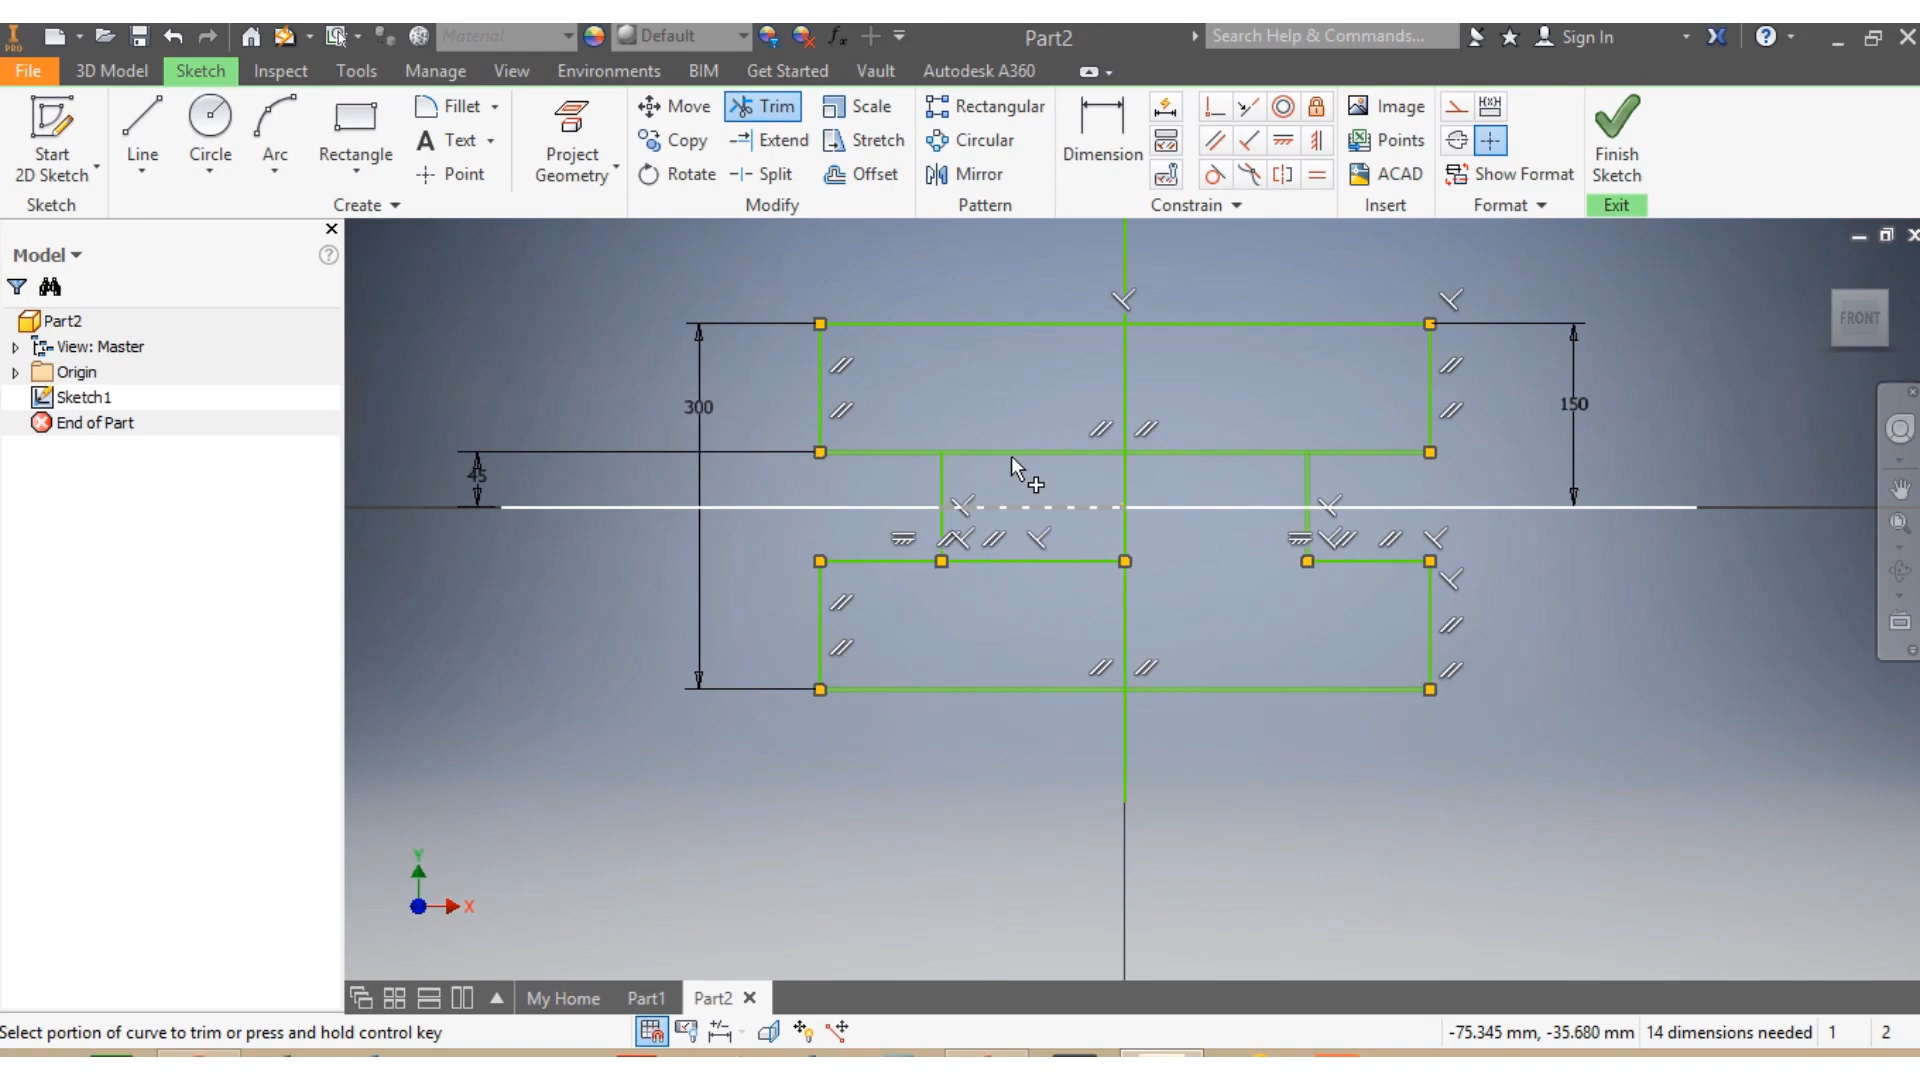 PRO
Material
Default
Part2
Search Help & Commands...
Sign In
File
3D Model
Sketch
Inspect
Tools
Manage
View
Environments
BIM
Get Started
Vault
Autodesk A360
Start
2D Sketch
Line
Circle
Arc
Rectangle
Fillet
Text
Point
Project
Geometry
Move
Copy
Rotate
Trim
Extend
Split
Scale
Stretch
Offset
Rectangular
Circular
Mirror
Dimension
Image
Points
ACAD
Show Format
Finish
Sketch
Sketch
Create
Modify
Pattern
Constrain
Insert
Format
Exit
Model
Part2
View: Master
Origin
Sketch1
End of Part
FRONT
300
150
45
Y
X
My Home
Part1
Part2
Select portion of curve to trim or press and hold control key
-75.345 mm, -35.680 mm
14 dimensions needed
1
2